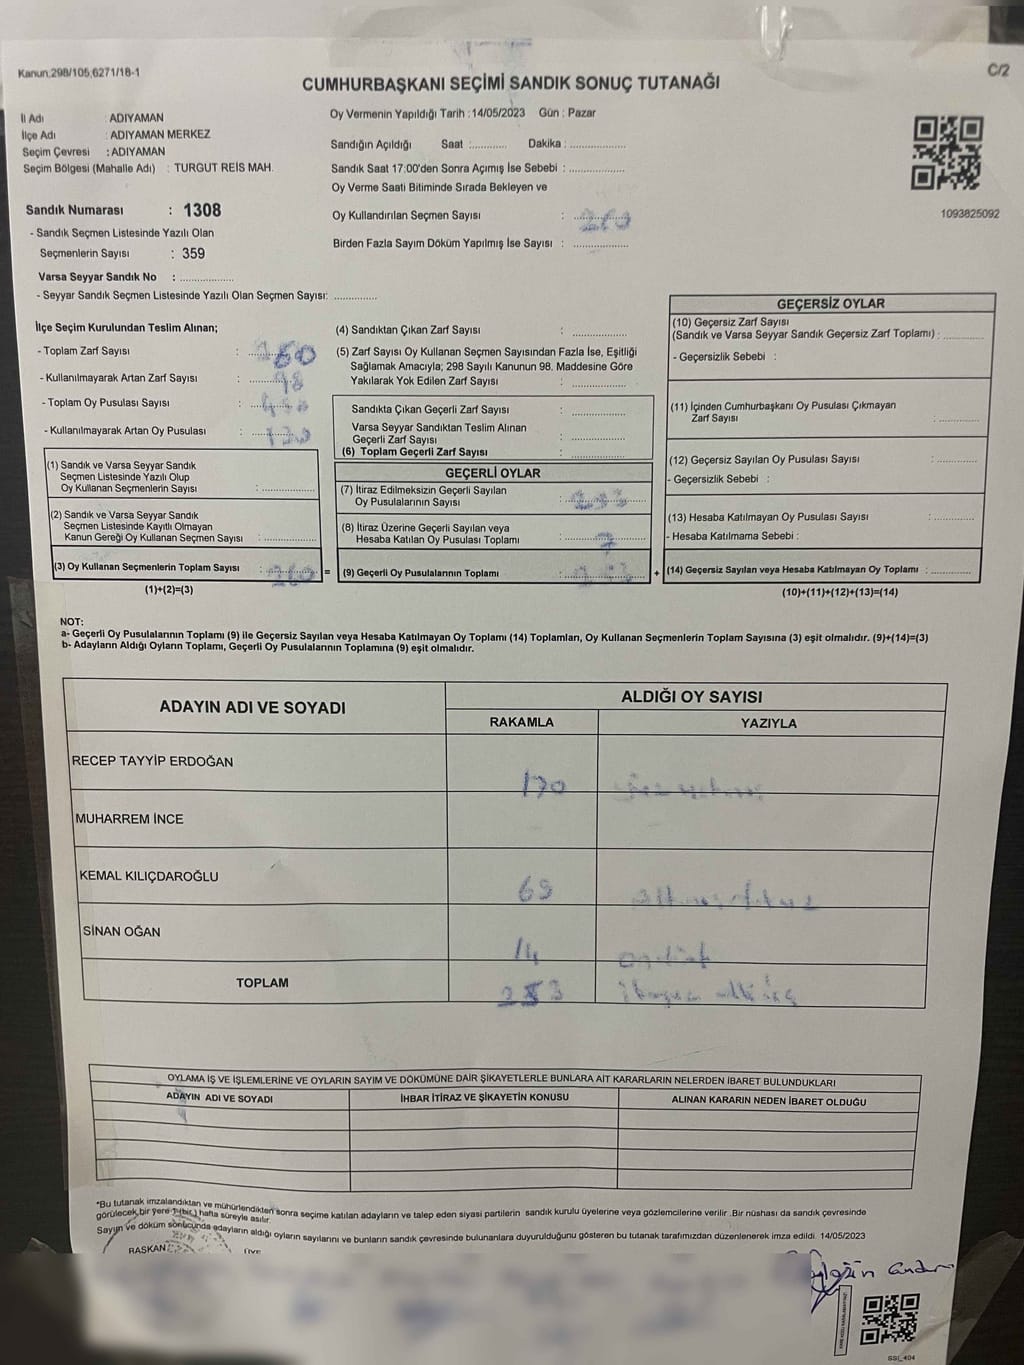 Kanun:298/105,6271/18-1
C/2
CUMHURBAŞKANI SEÇİMİ SANDIK SONUÇ TUTANAĞI
İl Adı : ADIYAMAN
İlçe Adı : ADIYAMAN MERKEZ
Seçim Çevresi : ADIYAMAN
Seçim Bölgesi (Mahalle Adı) : TURGUT REİS MAH.
Sandık Numarası : 1308
- Sandık Seçmen Listesinde Yazılı Olan
Seçmenlerin Sayısı : 359
Varsa Seyyar Sandık No : ..............
- Seyyar Sandık Seçmen Listesinde Yazılı Olan Seçmen Sayısı: ............
Oy Vermenin Yapıldığı Tarih :14/05/2023 Gün : Pazar
Sandığın Açıldığı Saat :........... Dakika : ..............
Sandık Saat 17:00'den Sonra Açımış İse Sebebi : ..............
Oy Verme Saati Bitiminde Sırada Bekleyen ve
Oy Kullandırılan Seçmen Sayısı : 260
Birden Fazla Sayım Döküm Yapılmış İse Sayısı : ..............
1093825092
İlçe Seçim Kurulundan Teslim Alınan;
- Toplam Zarf Sayısı :
- Kullanılmayarak Artan Zarf Sayısı : 98
- Toplam Oy Pusulası Sayısı :
- Kullanılmayarak Artan Oy Pusulası :
(1) Sandık ve Varsa Seyyar Sandık
Seçmen Listesinde Yazılı Olup
Oy Kullanan Seçmenlerin Sayısı : ..............
(2) Sandık ve Varsa Seyyar Sandık
Seçmen Listesinde Kayıtlı Olmayan
Kanun Gereği Oy Kullanan Seçmen Sayısı : ..............
(3) Oy Kullanan Seçmenlerin Toplam Sayısı : 260 =
(1)+(2)=(3)
(4) Sandıktan Çıkan Zarf Sayısı : ..............
(5) Zarf Sayısı Oy Kullanan Seçmen Sayısından Fazla İse, Eşitliği
Sağlamak Amacıyla; 298 Sayılı Kanunun 98. Maddesine Göre
Yakılarak Yok Edilen Zarf Sayısı : ..............
Sandıkta Çıkan Geçerli Zarf Sayısı : ..............
Varsa Seyyar Sandıktan Teslim Alınan
Geçerli Zarf Sayısı : ..............
(6) Toplam Geçerli Zarf Sayısı : ..............
GEÇERLİ OYLAR
(7) İtiraz Edilmeksizin Geçerli Sayılan
Oy Pusulalarının Sayısı :
(8) İtiraz Üzerine Geçerli Sayılan veya
Hesaba Katılan Oy Pusulası Toplamı : 7
(9) Geçerli Oy Pusulalarının Toplamı : +
GEÇERSİZ OYLAR
(10) Geçersiz Zarf Sayısı
(Sandık ve Varsa Seyyar Sandık Geçersiz Zarf Toplamı) : ...........
- Geçersizlik Sebebi :
(11) İçinden Cumhurbaşkanı Oy Pusulası Çıkmayan
Zarf Sayısı : ...........
(12) Geçersiz Sayılan Oy Pusulası Sayısı : ...........
- Geçersizlik Sebebi :
(13) Hesaba Katılmayan Oy Pusulası Sayısı : ...........
- Hesaba Katılmama Sebebi :
(14) Geçersiz Sayılan veya Hesaba Katılmayan Oy Toplamı : ...........
(10)+(11)+(12)+(13)=(14)
NOT:
a- Geçerli Oy Pusulalarının Toplamı (9) ile Geçersiz Sayılan veya Hesaba Katılmayan Oy Toplamı (14) Toplamları, Oy Kullanan Seçmenlerin Toplam Sayısına (3) eşit olmalıdır. (9)+(14)=(3)
b- Adayların Aldığı Oyların Toplamı, Geçerli Oy Pusulalarının Toplamına (9) eşit olmalıdır.
ADAYIN ADI VE SOYADI
ALDIĞI OY SAYISI
RAKAMLA YAZIYLA
RECEP TAYYİP ERDOĞAN 170
MUHARREM İNCE
KEMAL KILIÇDAROĞLU 69 altmış dokuz
SİNAN OĞAN 14 ondört
TOPLAM 253
OYLAMA İŞ VE İŞLEMLERİNE VE OYLARIN SAYIM VE DÖKÜMÜNE DAİR ŞİKAYETLERLE BUNLARA AİT KARARLARIN NELERDEN İBARET BULUNDUKLARI
ADAYIN ADI VE SOYADI İHBAR İTİRAZ VE ŞİKAYETİN KONUSU ALINAN KARARIN NEDEN İBARET OLDUĞU
*Bu tutanak imzalandıktan ve mühürlendikten sonra seçime katılan adayların ve talep eden siyasi partilerin sandık kurulu üyelerine veya gözlemcilerine verilir .Bir nüshası da sandık çevresinde
görülecek bir yere 1 (bir) hafta süreyle asılır.
Sayım ve döküm sonucunda adayların aldığı oyların sayılarını ve bunların sandık çevresinde bulunanlara duyurulduğunu gösteren bu tutanak tarafımızdan düzenlenerek imza edildi. 14/05/2023
BAŞKAN ÜYE
SSI_404